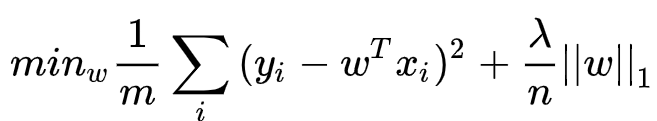 $min_w \frac{1}{m} \sum_i (y_i - w^T x_i)^2 + \frac{\lambda}{n} ||w||_1$